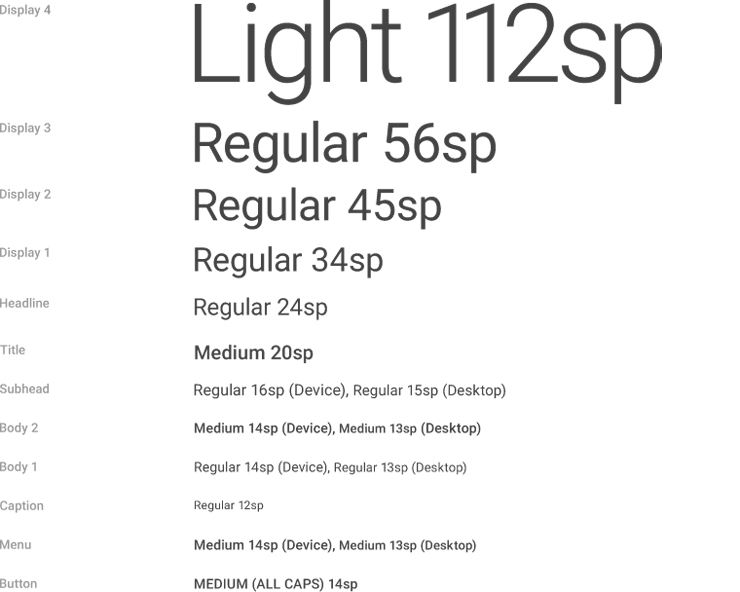 Display 4 Light 112sp
Display 3 Regular 56sp
Display 2 Regular 45sp
Display 1 Regular 34sp
Headline Regular 24sp
Title Medium 20sp
Subhead Regular 16sp (Device), Regular 15sp (Desktop)
Body 2 Medium 14sp (Device), Medium 13sp (Desktop)
Body 1 Regular 14sp (Device), Regular 13sp (Desktop)
Caption Regular 12sp
Menu Medium 14sp (Device), Medium 13sp (Desktop)
Button MEDIUM (ALL CAPS) 14sp